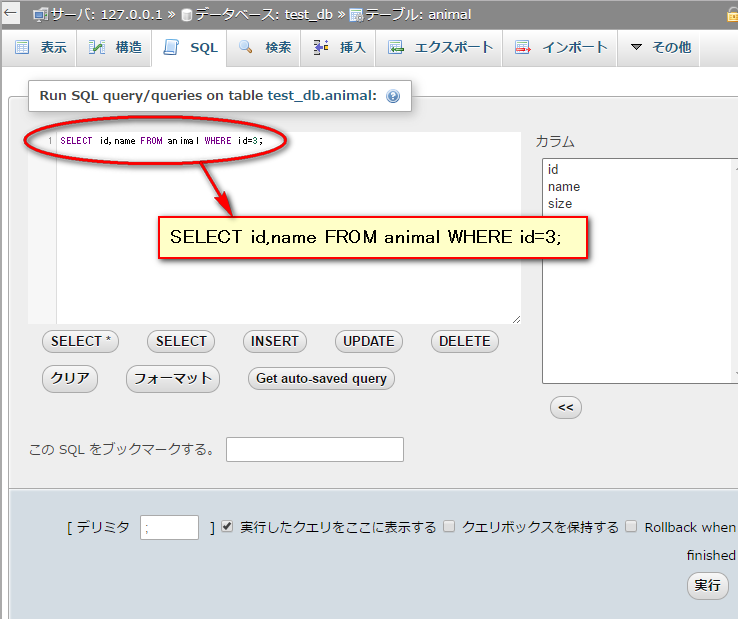 サーバ: 127.0.0.1 » データベース: test_db » テーブル: animal
表示 構造 SQL 検索 挿入 エクスポート インポート ▼ その他
Run SQL query/queries on table test_db.animal:
1 SELECT id,name FROM animal WHERE id=3;
カラム
id
name
size
SELECT id,name FROM animal WHERE id=3;
SELECT * SELECT INSERT UPDATE DELETE
クリア フォーマット Get auto-saved query
<<
この SQL をブックマークする。
[ デリミタ ; ] 実行したクエリをここに表示する クエリボックスを保持する Rollback when
finished
実行